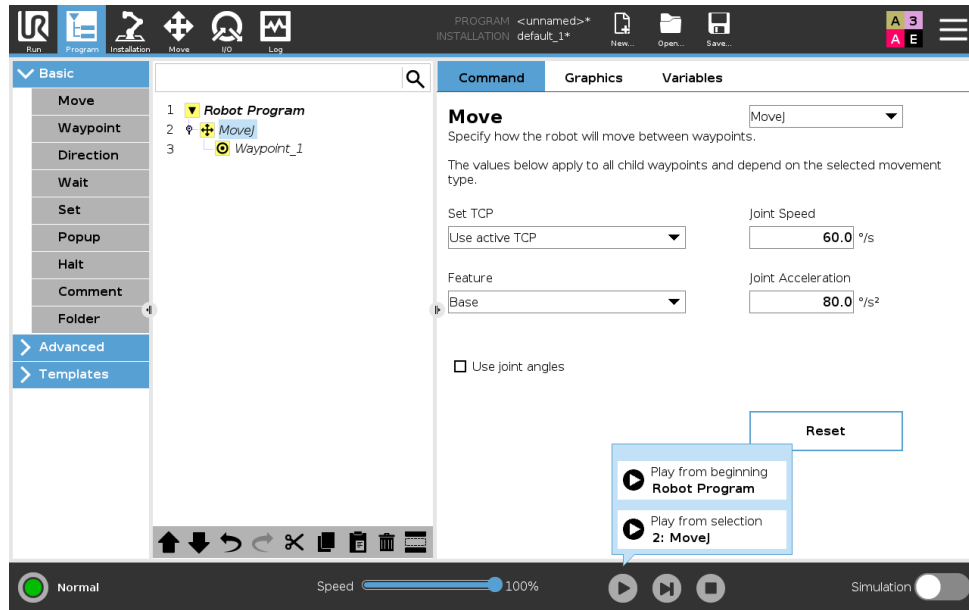 UR
PROGRAM <unnamed>*
INSTALLATION default_1*
A 3
A E
Run
Program
Installation
Move
I/O
Log
New...
Open...
Save...
Basic
Move
Waypoint
Direction
Wait
Set
Popup
Halt
Comment
Folder
Advanced
Templates
1 Robot Program
2 MoveJ
3 Waypoint_1
Command Graphics Variables
Move
MoveJ
Specify how the robot will move between waypoints.
The values below apply to all child waypoints and depend on the selected movement
type.
Set TCP
Use active TCP
Joint Speed
60.0 °/s
Feature
Base
Joint Acceleration
80.0 °/s²
Use joint angles
Reset
Play from beginning
Robot Program
Play from selection
2: MoveJ
Normal
Speed 100%
Simulation